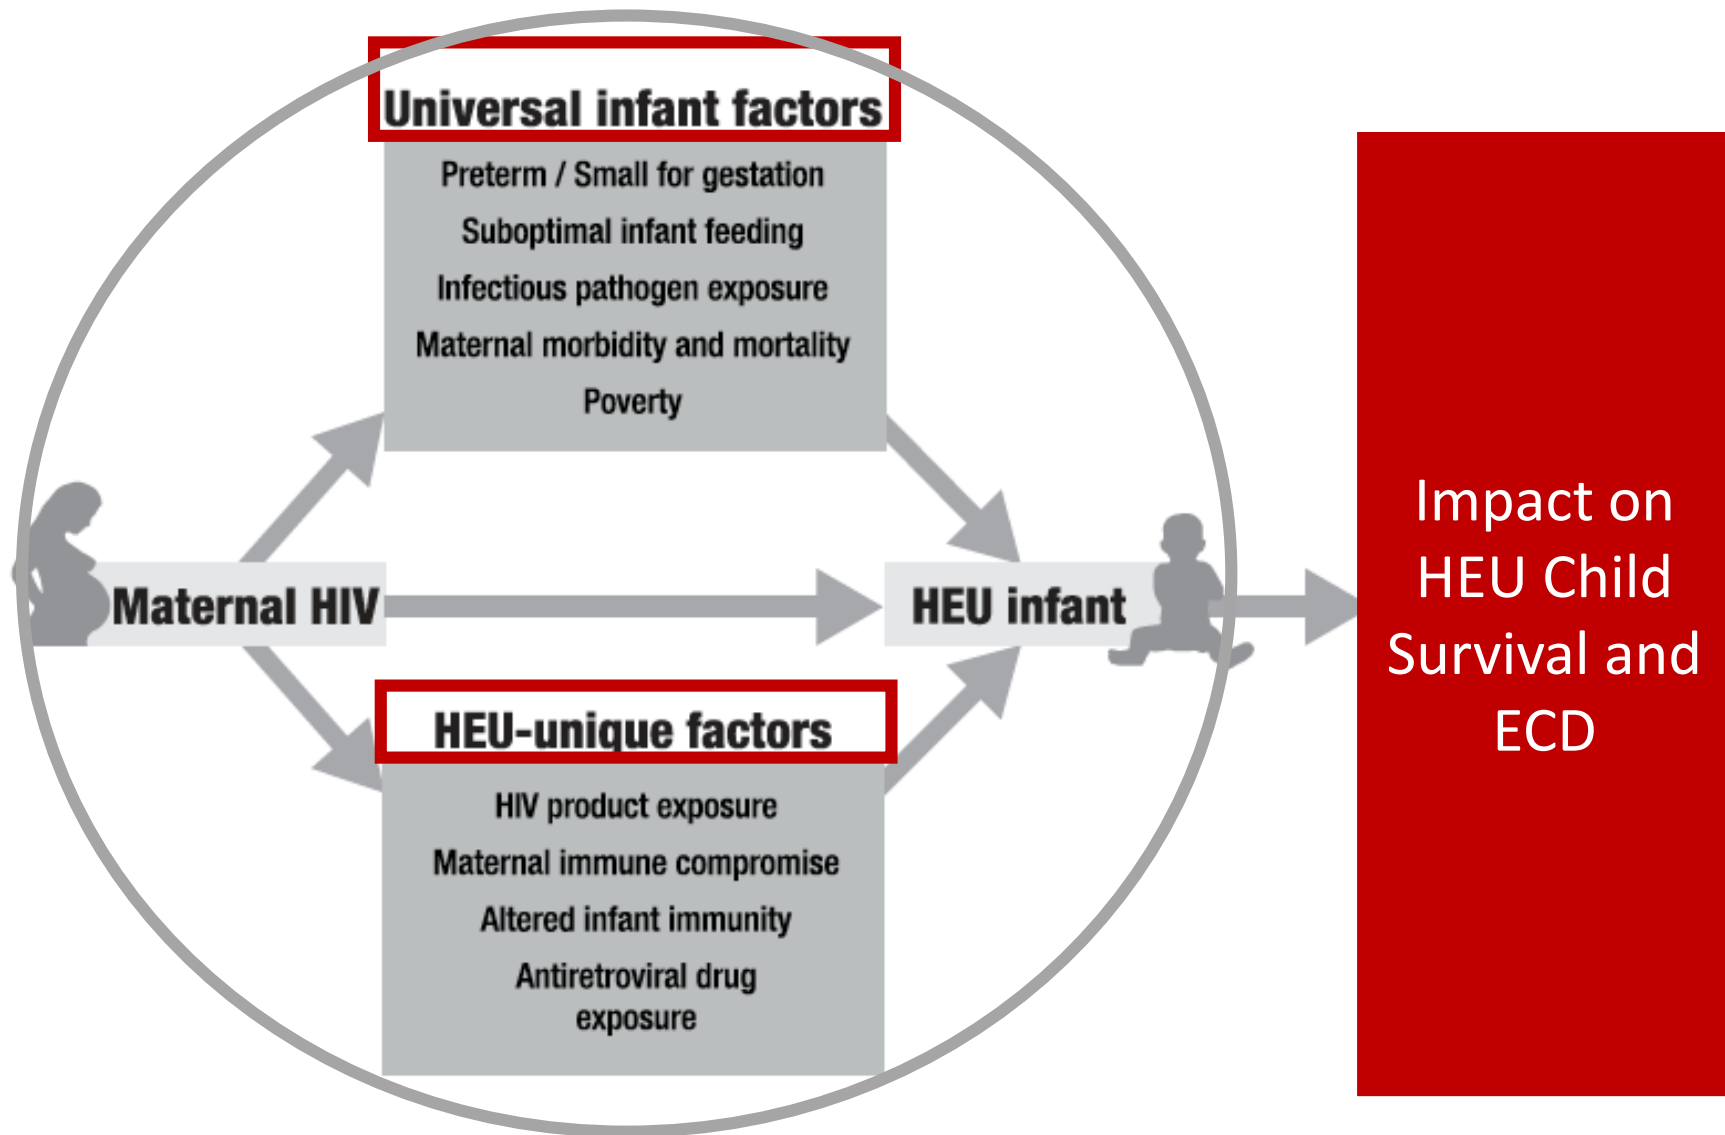 Universal infant factors
Preterm / Small for gestation
Suboptimal infant feeding
Infectious pathogen exposure
Maternal morbidity and mortality
Poverty
Maternal HIV
HEU infant
HEU-unique factors
HIV product exposure
Maternal immune compromise
Altered infant immunity
Antiretroviral drug
exposure
Impact on
HEU Child
Survival and
ECD